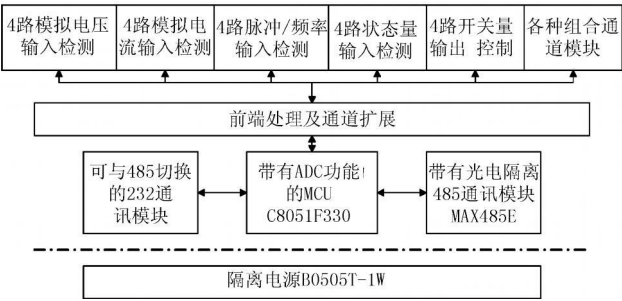 4路模拟电压
输入检测
4路模拟电
流输入检测
4路脉冲/频率
输入检测
4路状态量
输入检测
4路开关量
输出 控制
各种组合通
道模块
前端处理及通道扩展
可与485切换
的232通
讯模块
带有ADC功能
的MCU
C8051F330
带有光电隔离
485通讯模块
MAX485E
隔离电源B0505T-1W